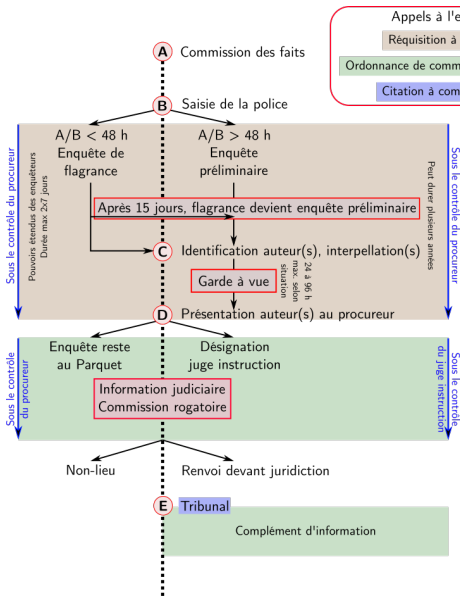 Appels à l'e
Réquisition à
Ordonnance de comm
Citation à com
A Commission des faits
B Saisie de la police
A/B < 48 h
Enquête de
flagrance
A/B > 48 h
Enquête
préliminaire
Sous le contrôle du procureur
Pouvoirs étendus des enquêteurs
Durée max 2x7 jours
Peut durer plusieurs années
Sous le contrôle du procureur
Après 15 jours, flagrance devient enquête préliminaire
C Identification auteur(s), interpellation(s)
Garde à vue
24 à 96 h
max. selon
situation
D Présentation auteur(s) au procureur
Enquête reste
au Parquet
Désignation
juge instruction
Sous le contrôle
du procureur
Sous le contrôle
du juge instruction
Information judiciaire
Commission rogatoire
Non-lieu
Renvoi devant juridiction
E Tribunal
Complément d'information